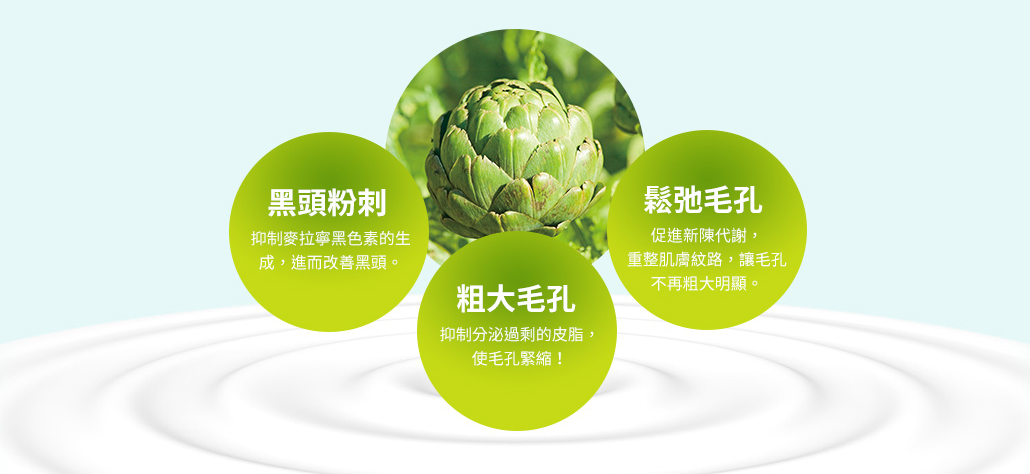 黑頭粉刺
抑制麥拉寧黑色素的生
成，進而改善黑頭。
粗大毛孔
抑制分泌過剩的皮脂，
使毛孔緊縮！
鬆弛毛孔
促進新陳代謝，
重整肌膚紋路，讓毛孔
不再粗大明顯。